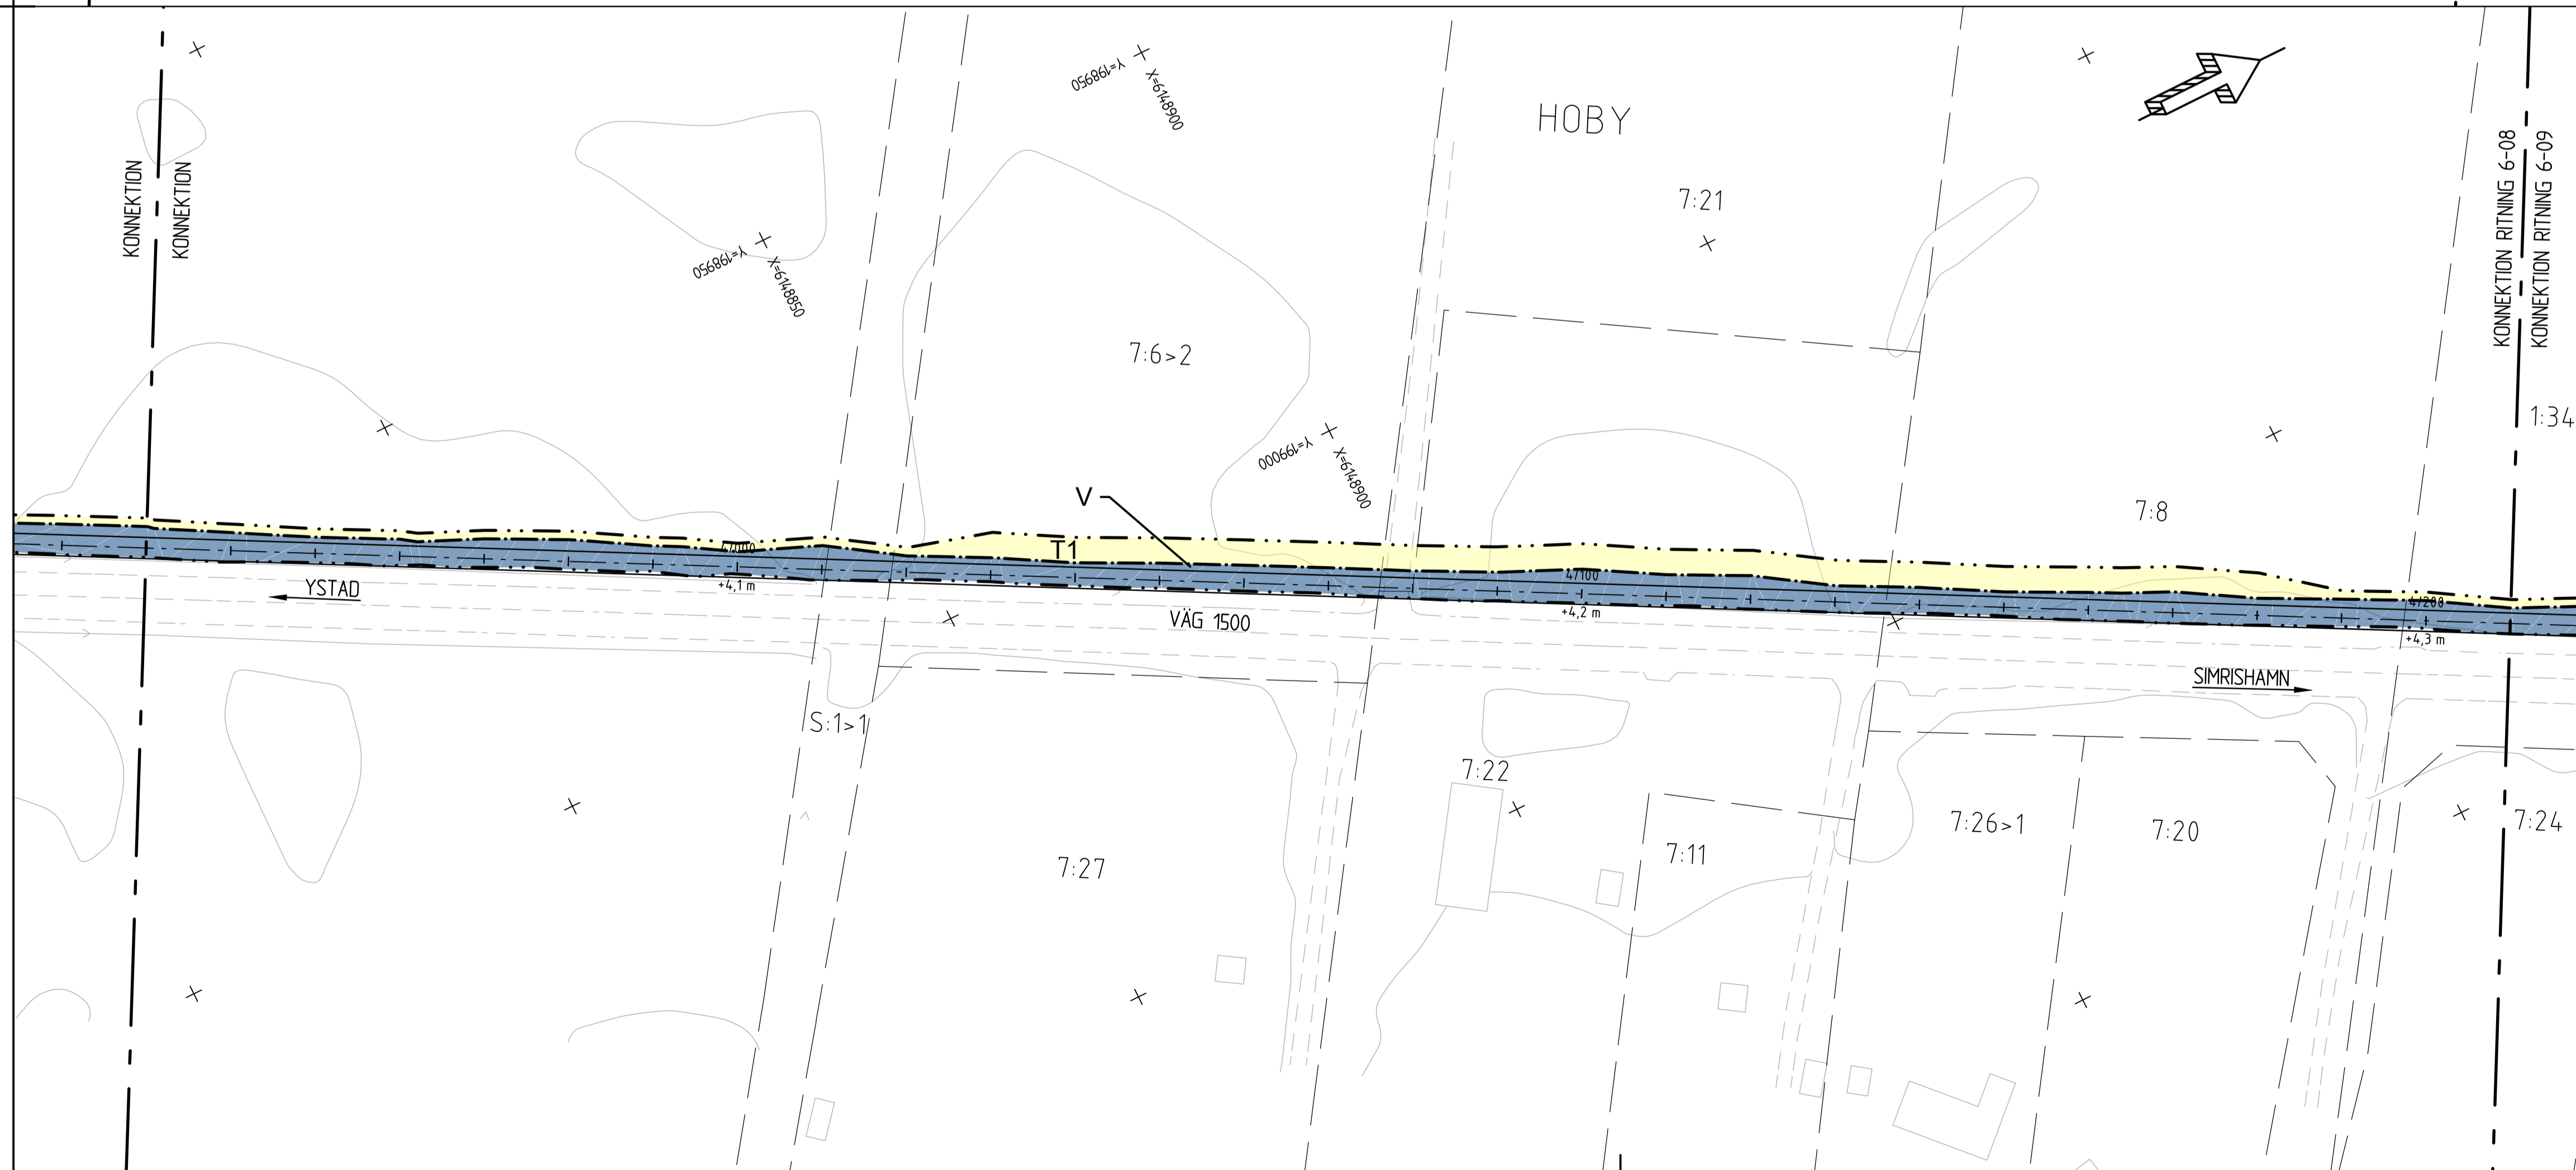 KONNEKTION
KONNEKTION
Y=198950
X=6148900
HOBY
7:21
KONNEKTION RITNING 6-08
KONNEKTION RITNING 6-09
Y=198950
X=6148850
7:6>2
1:34
Y=199000
X=6148900
V
7:8
T1
47000
47100
47200
+4,1 m
+4,2 m
+4,3 m
YSTAD
VÄG 1500
SIMRISHAMN
S:1>1
7:22
7:26>1
7:20
7:24
7:27
7:11